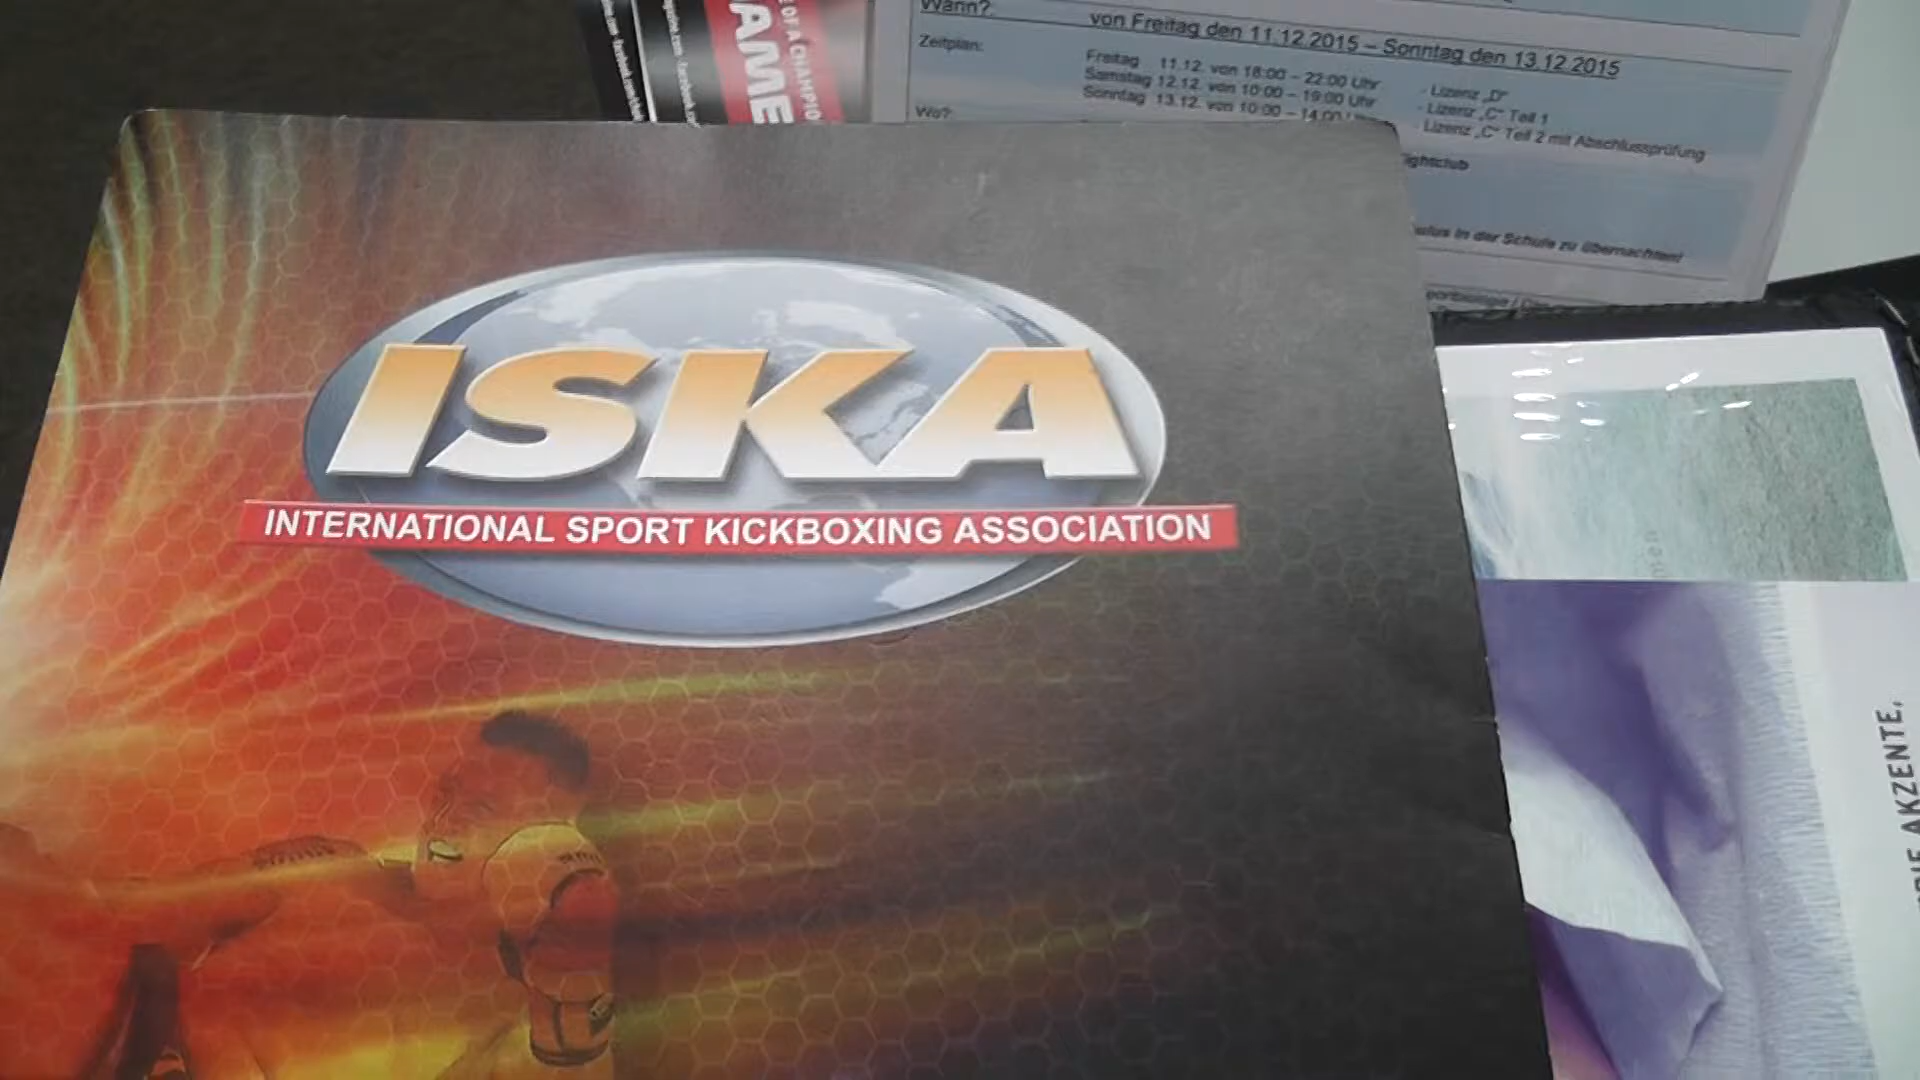 Wann?
von Freitag den 11.12.2015 – Sonntag den 13.12.2015
Zeitplan:
Freitag 11.12. von 18:00 – 22:00 Uhr - Lizenz „D“
Samstag 12.12. von 10:00 – 19:00 Uhr - Lizenz „C“ Teil 1
Sonntag 13.12. von 10:00 – 14:00 - Lizenz „C“ Teil 2 mit Abschlussprüfung
Wo?
in der Schule zu übernachten!
OF A CHAMPIO
AME
ISKA
INTERNATIONAL SPORT KICKBOXING ASSOCIATION
AKZENTE,